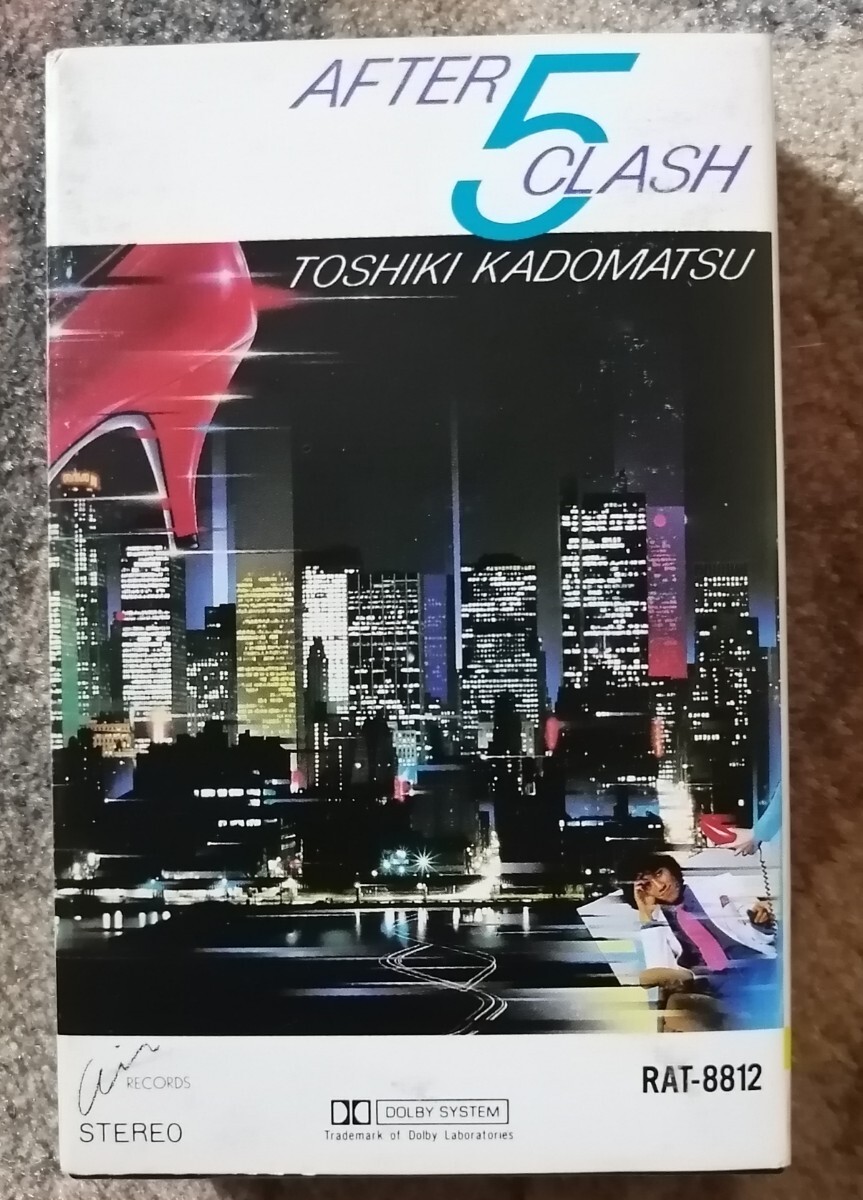 AFTER 5 CLASH
TOSHIKI KADOMATSU
air RECORDS
RAT-8812
STEREO
DOLBY SYSTEM
Trademark of Dolby Laboratories